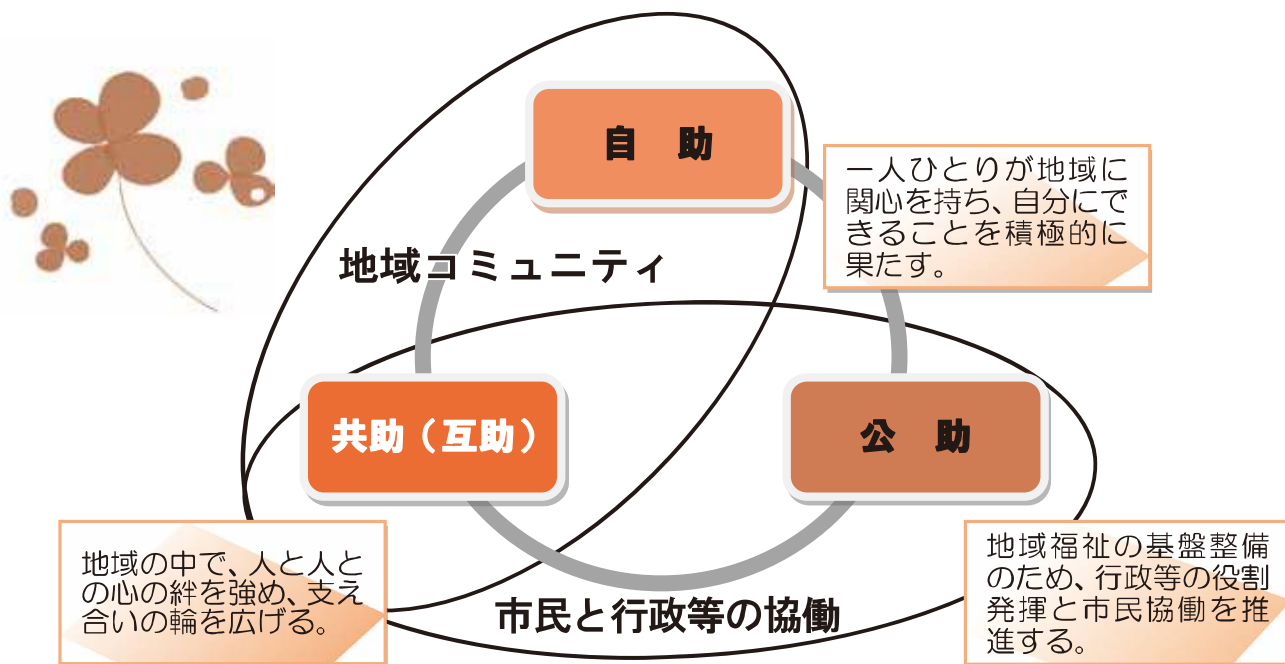 自　助
一人ひとりが地域に
関心を持ち、自分にで
きることを積極的に
果たす。
地域コミュニティ
共助（互助）
公　助
地域の中で、人と人と
の心の絆を強め、支え
合いの輪を広げる。
市民と行政等の協働
地域福祉の基盤整備
のため、行政等の役割
発揮と市民協働を推
進する。